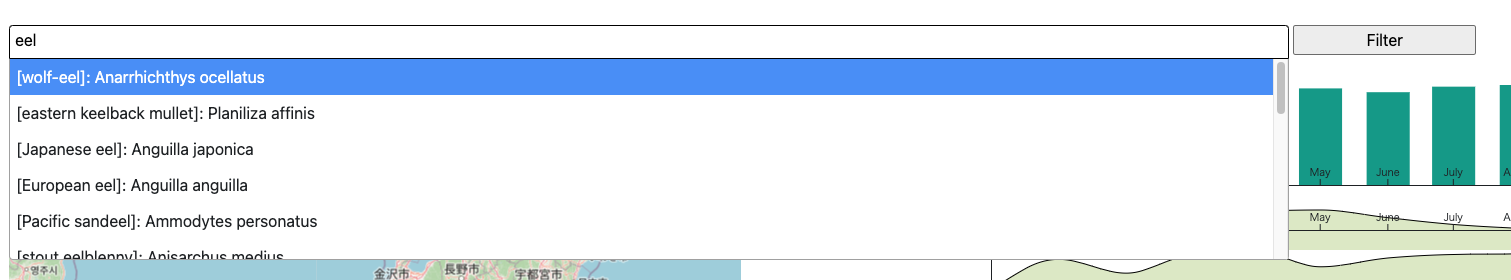 eel
Filter
[wolf-eel]: Anarrhichthys ocellatus
[eastern keelback mullet]: Planiliza affinis
[Japanese eel]: Anguilla japonica
[European eel]: Anguilla anguilla
[Pacific sandeel]: Ammodytes personatus
[stout eelblenny]: Anisarchus medius
May June July A
May June July A
영주시 金沢市 長野市 宇都宮市